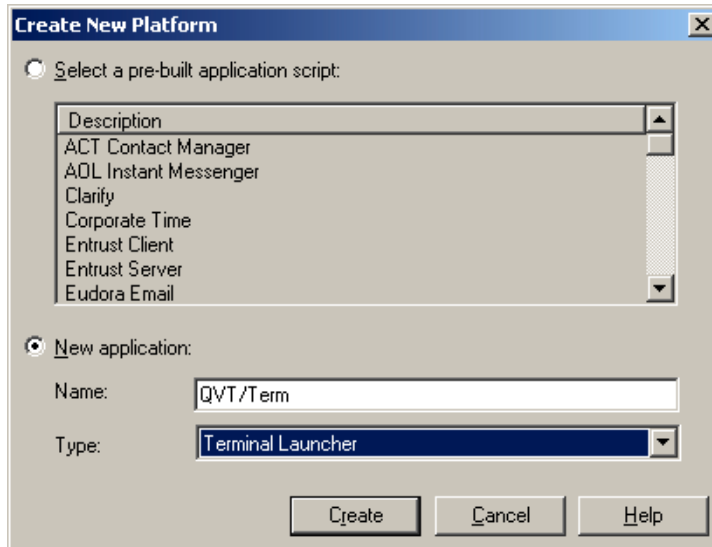 Create New Platform
Select a pre-built application script:
Description
ACT Contact Manager
AOL Instant Messenger
Clarify
Corporate Time
Entrust Client
Entrust Server
Eudora Email
New application:
Name: QVT/Term
Type: Terminal Launcher
Create Cancel Help